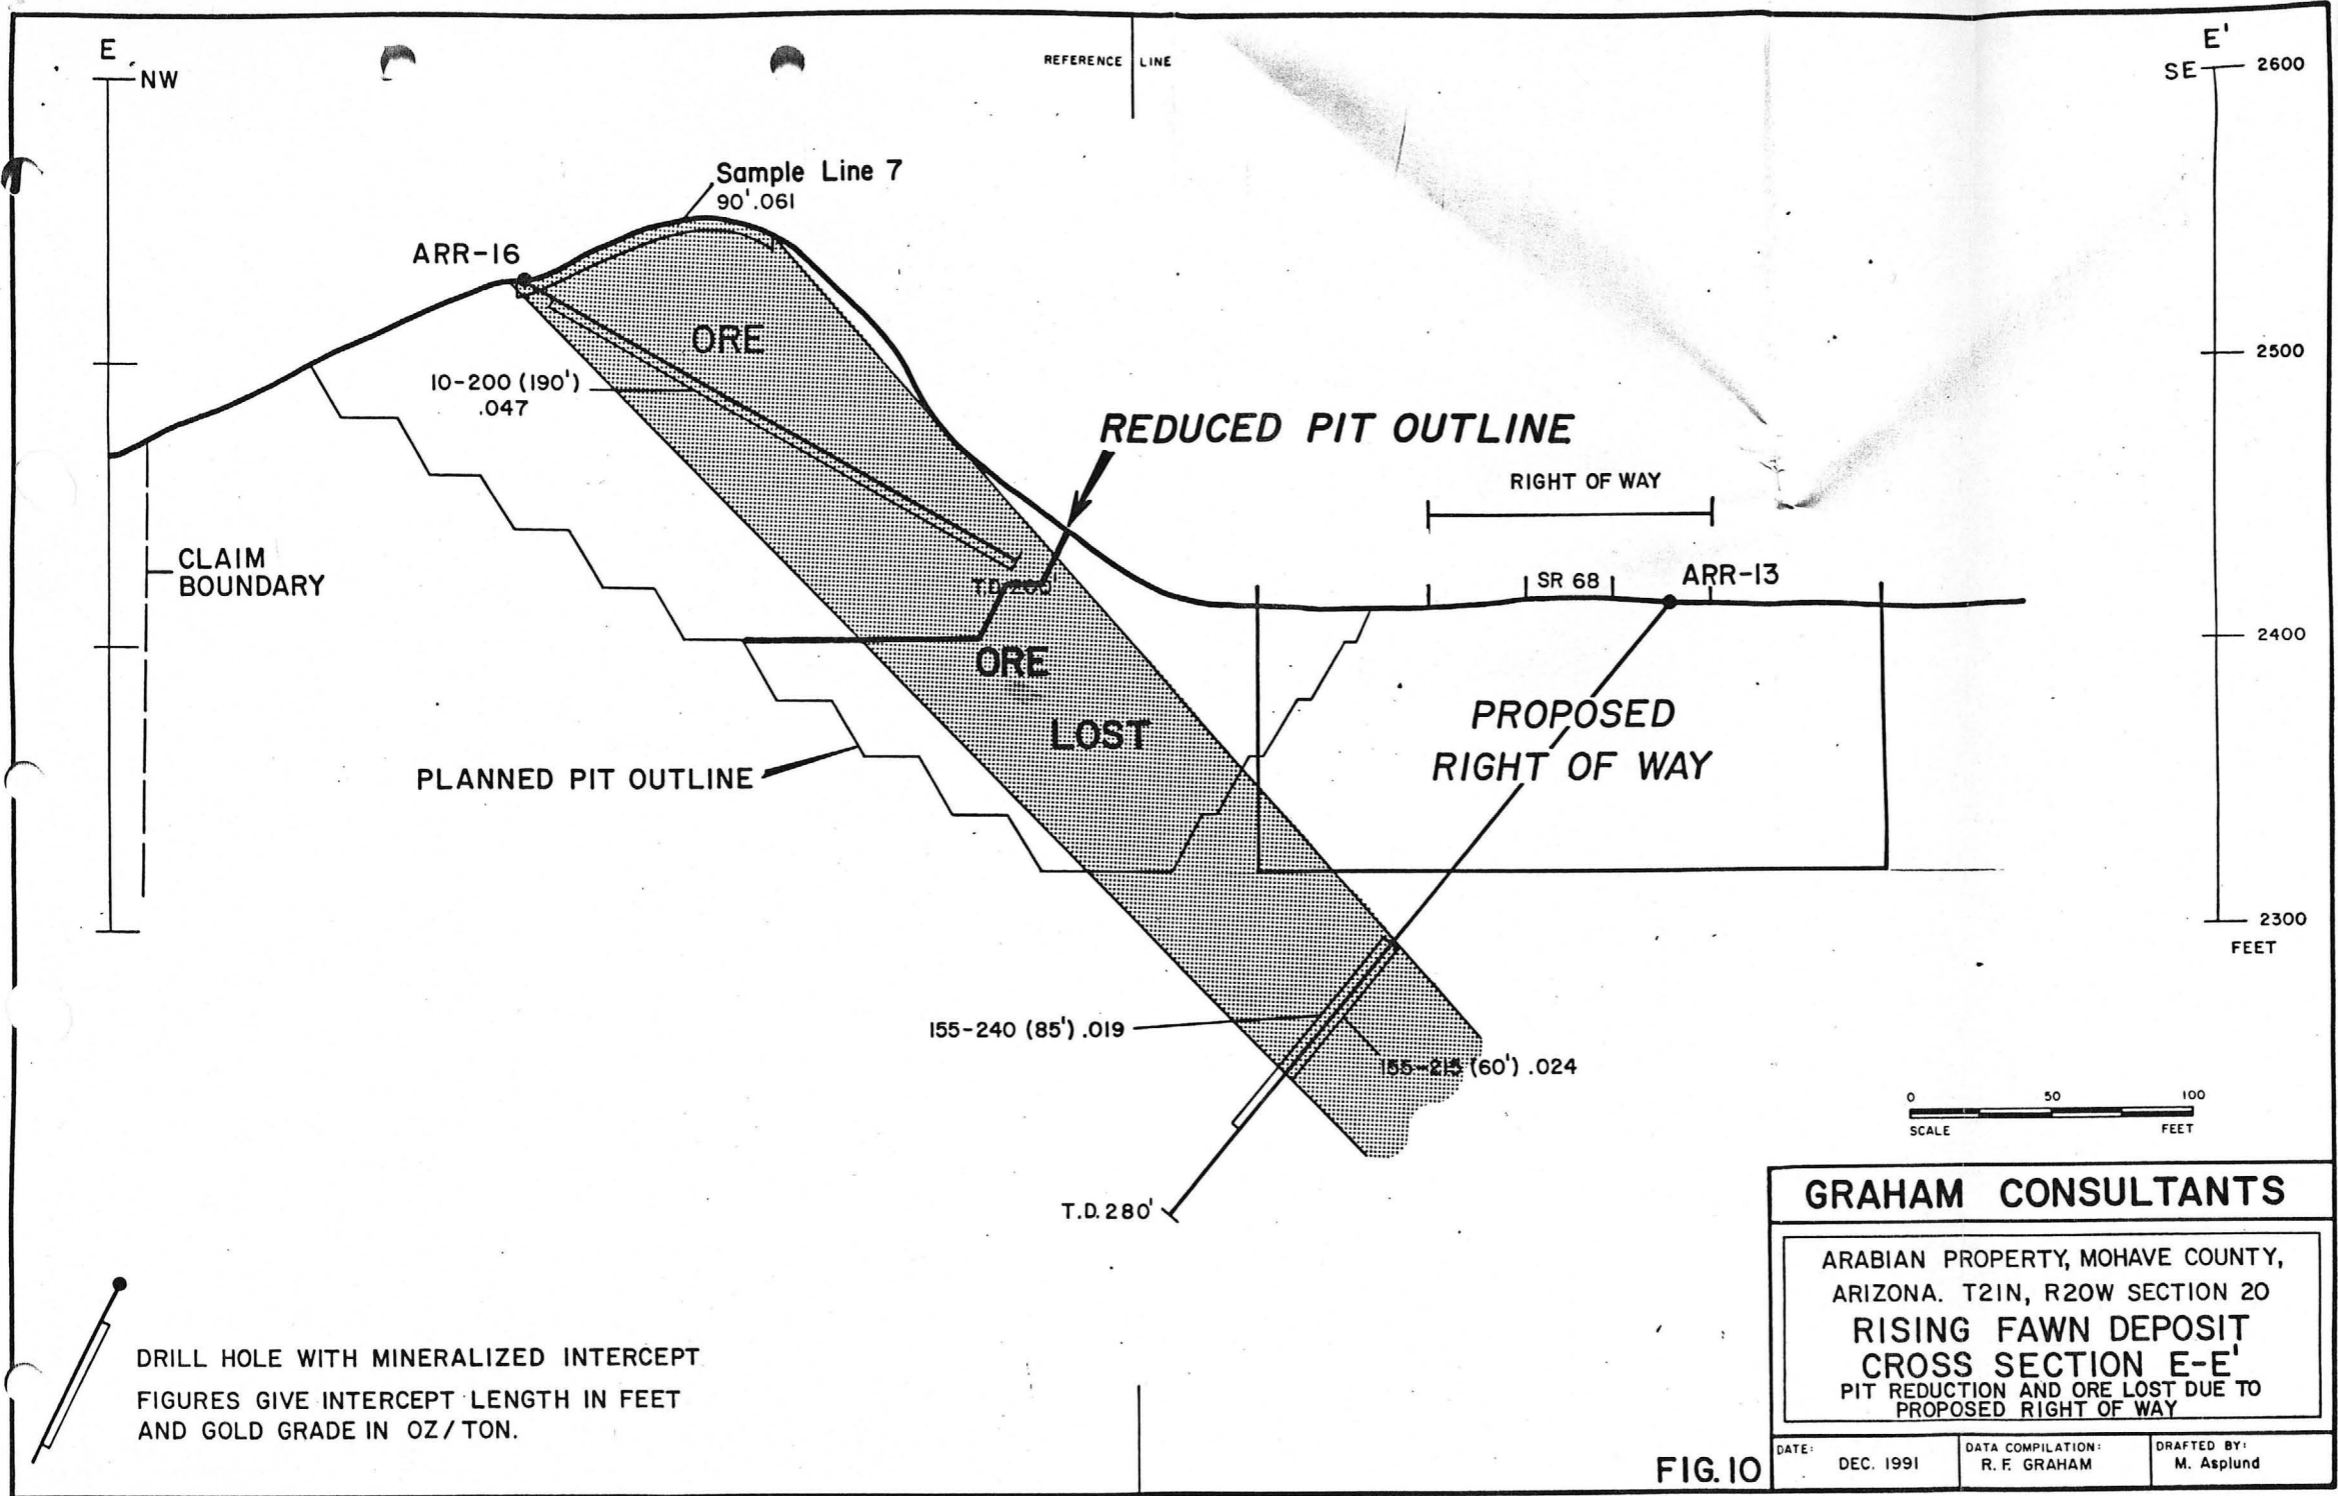 E
NW
REFERENCE LINE
E'
SE
2600
Sample Line 7
90' .061
ARR-16
ORE
2500
10-200 (190')
.047
REDUCED PIT OUTLINE
RIGHT OF WAY
CLAIM
BOUNDARY
T.D. 200'
SR 68
ARR-13
2400
ORE
LOST
PROPOSED
RIGHT OF WAY
PLANNED PIT OUTLINE
2300
FEET
155-240 (85') .019
155-215 (60') .024
0 50 100
SCALE FEET
T.D. 280'
GRAHAM CONSULTANTS
ARABIAN PROPERTY, MOHAVE COUNTY,
ARIZONA. T21N, R20W SECTION 20
RISING FAWN DEPOSIT
CROSS SECTION E-E'
PIT REDUCTION AND ORE LOST DUE TO
PROPOSED RIGHT OF WAY
DRILL HOLE WITH MINERALIZED INTERCEPT
FIGURES GIVE INTERCEPT LENGTH IN FEET
AND GOLD GRADE IN OZ/TON.
FIG. 10
DATE: DEC. 1991
DATA COMPILATION: R. F. GRAHAM
DRAFTED BY: M. Asplund